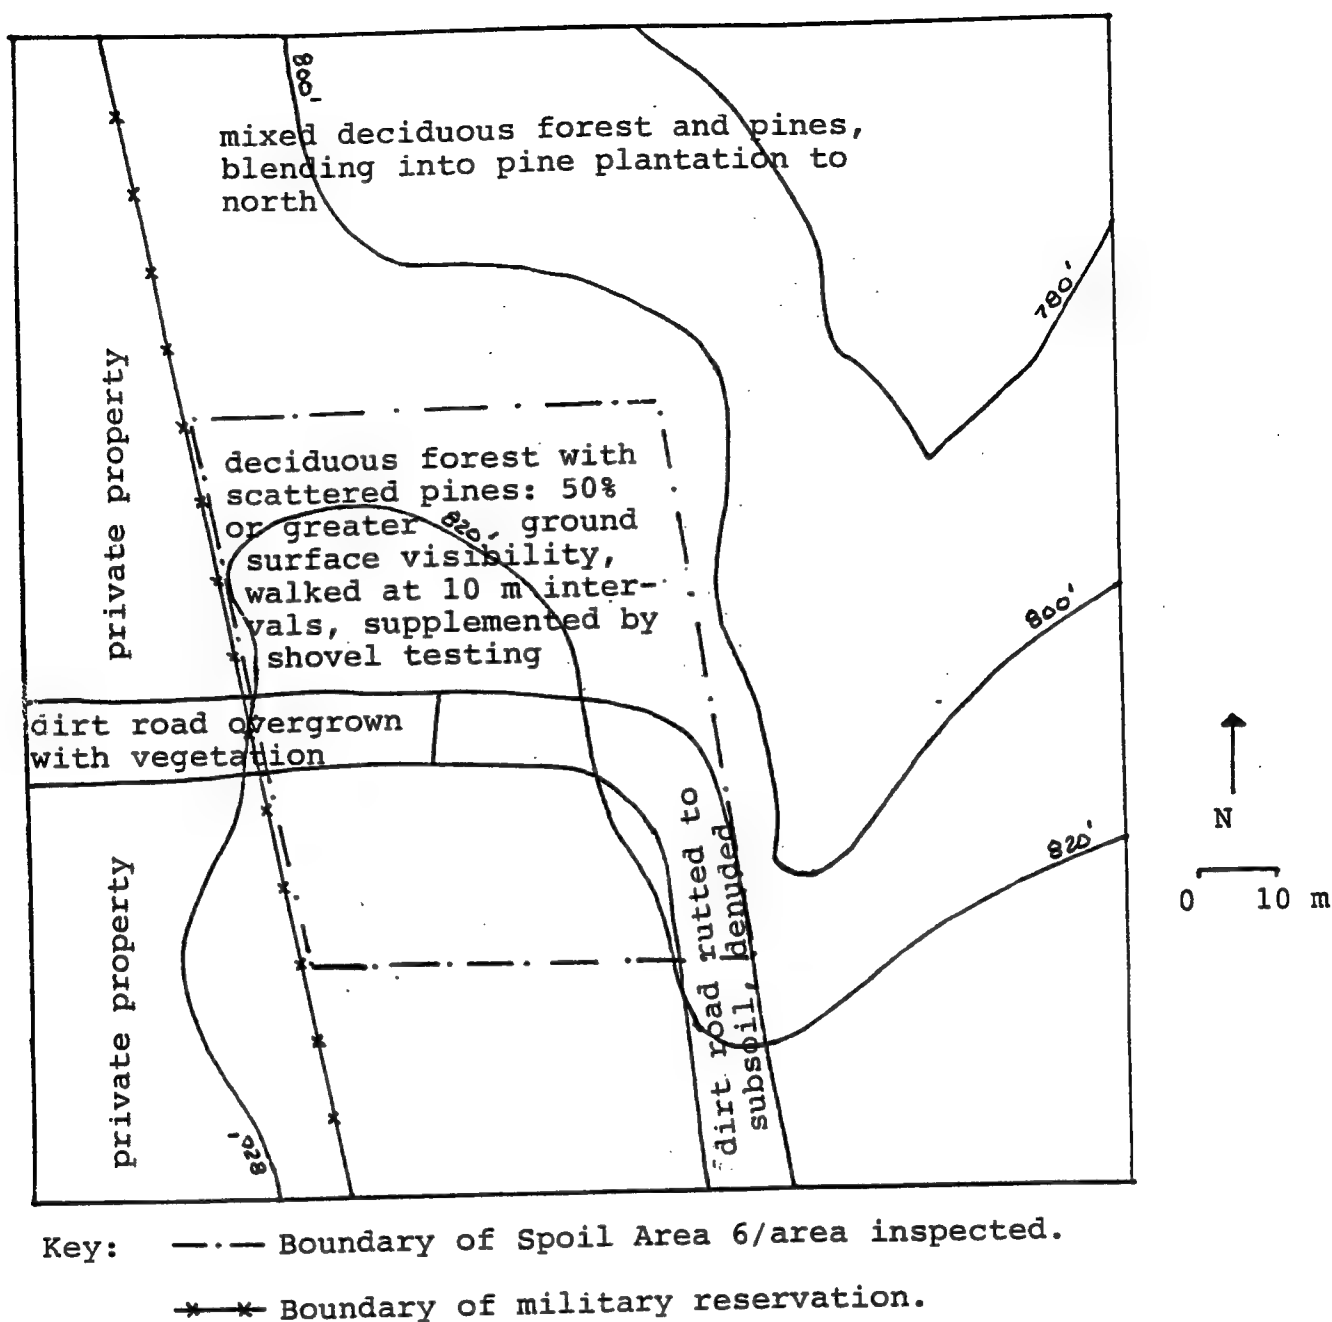 800'
mixed deciduous forest and pines,
blending into pine plantation to
north
780'
private property
deciduous forest with
scattered pines: 50%
or greater ground
820'
surface visibility,
walked at 10 m inter-
vals, supplemented by
shovel testing
800'
dirt road overgrown
with vegetation
dirt road rutted to
subsoil, denuded
820'
private property
820'
N
0 10 m
Key: Boundary of Spoil Area 6/area inspected.
Boundary of military reservation.